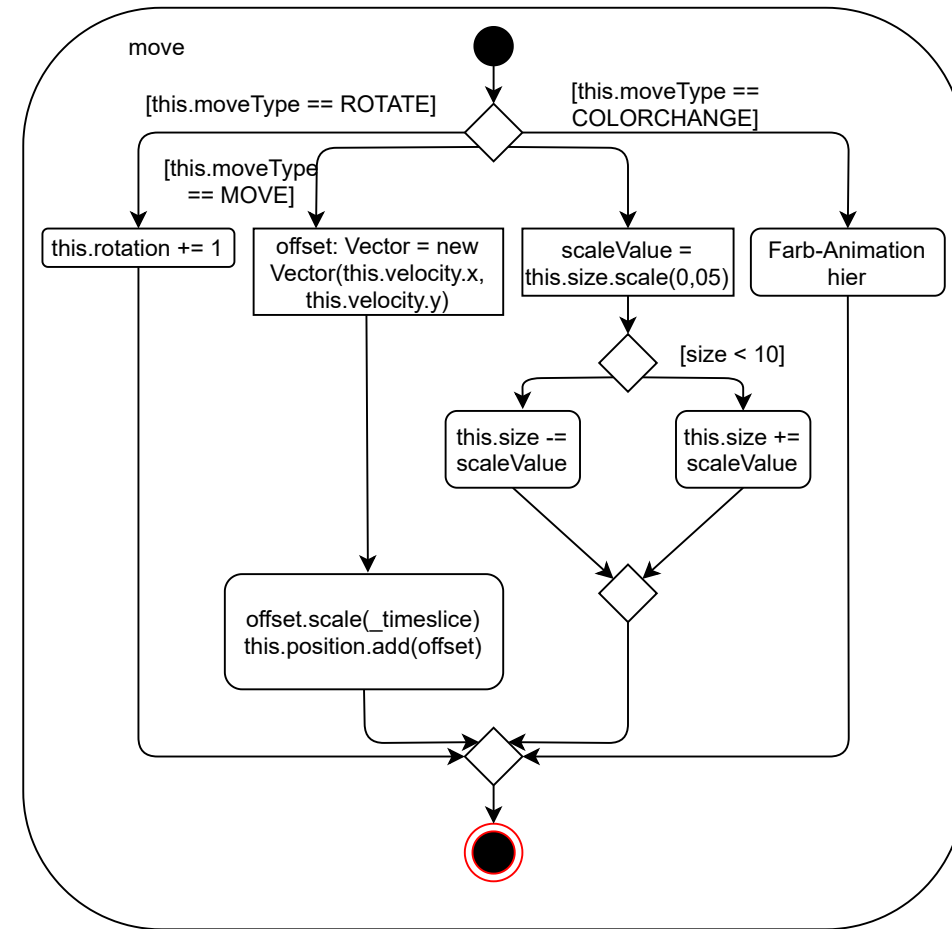 move
[this.moveType == ROTATE]
[this.moveType ==
COLORCHANGE]
[this.moveType
== MOVE]
this.rotation += 1
offset: Vector = new
Vector(this.velocity.x,
this.velocity.y)
scaleValue =
this.size.scale(0,05)
Farb-Animation
hier
[size < 10]
this.size -=
scaleValue
this.size +=
scaleValue
offset.scale(_timeslice)
this.position.add(offset)